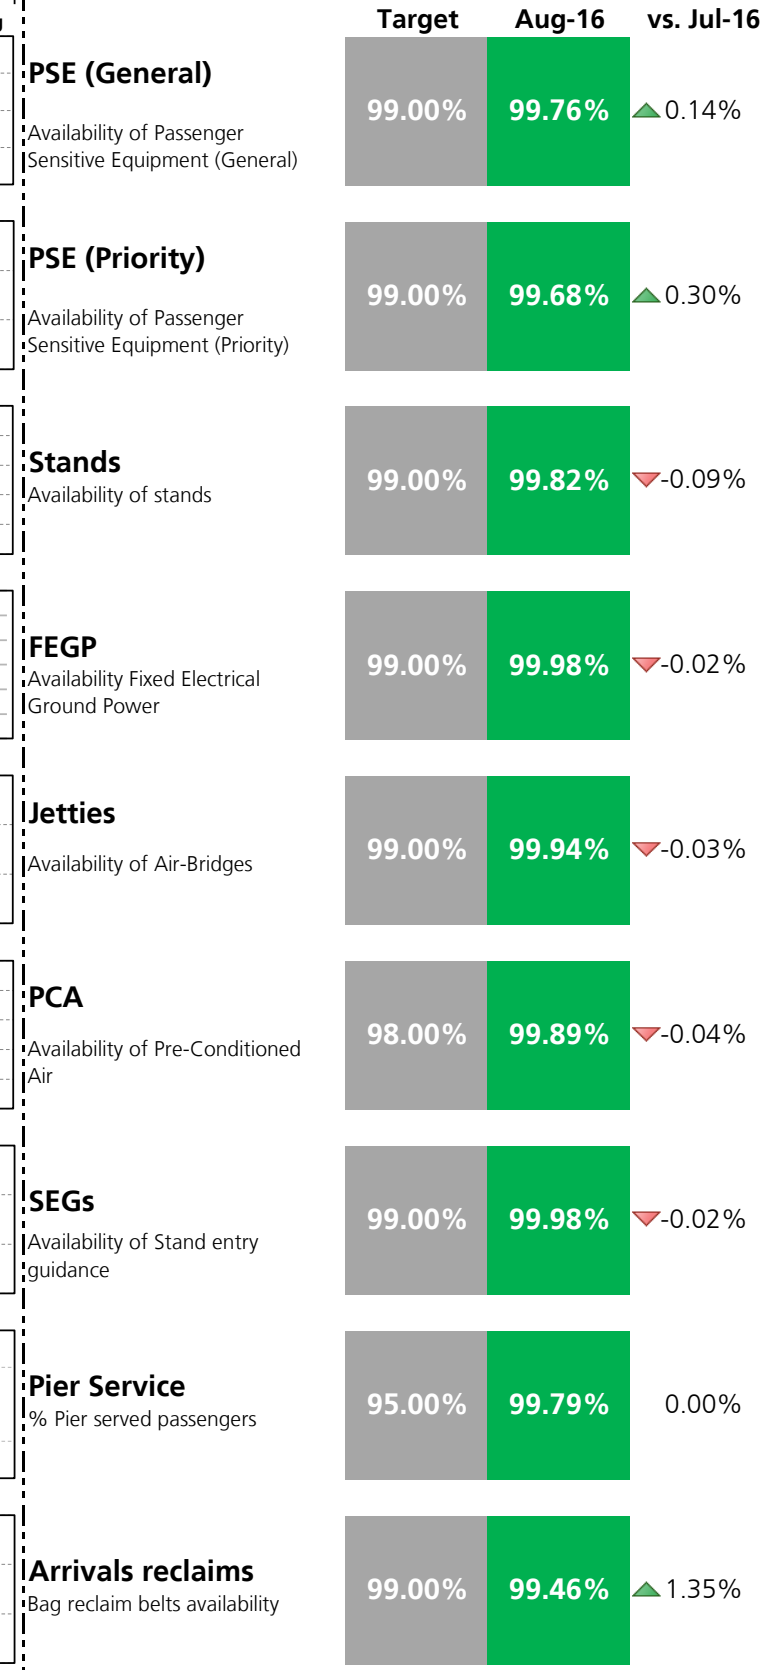 Target Aug-16 vs. Jul-16
PSE (General)
99.00% 99.76% 0.14%
Availability of Passenger
Sensitive Equipment (General)
PSE (Priority)
99.00% 99.68% 0.30%
Availability of Passenger
Sensitive Equipment (Priority)
Stands
99.00% 99.82% -0.09%
Availability of stands
FEGP
99.00% 99.98% -0.02%
Availability Fixed Electrical
Ground Power
Jetties
99.00% 99.94% -0.03%
Availability of Air-Bridges
PCA
98.00% 99.89% -0.04%
Availability of Pre-Conditioned
Air
SEGs
99.00% 99.98% -0.02%
Availability of Stand entry
guidance
Pier Service
95.00% 99.79% 0.00%
% Pier served passengers
Arrivals reclaims
99.00% 99.46% 1.35%
Bag reclaim belts availability